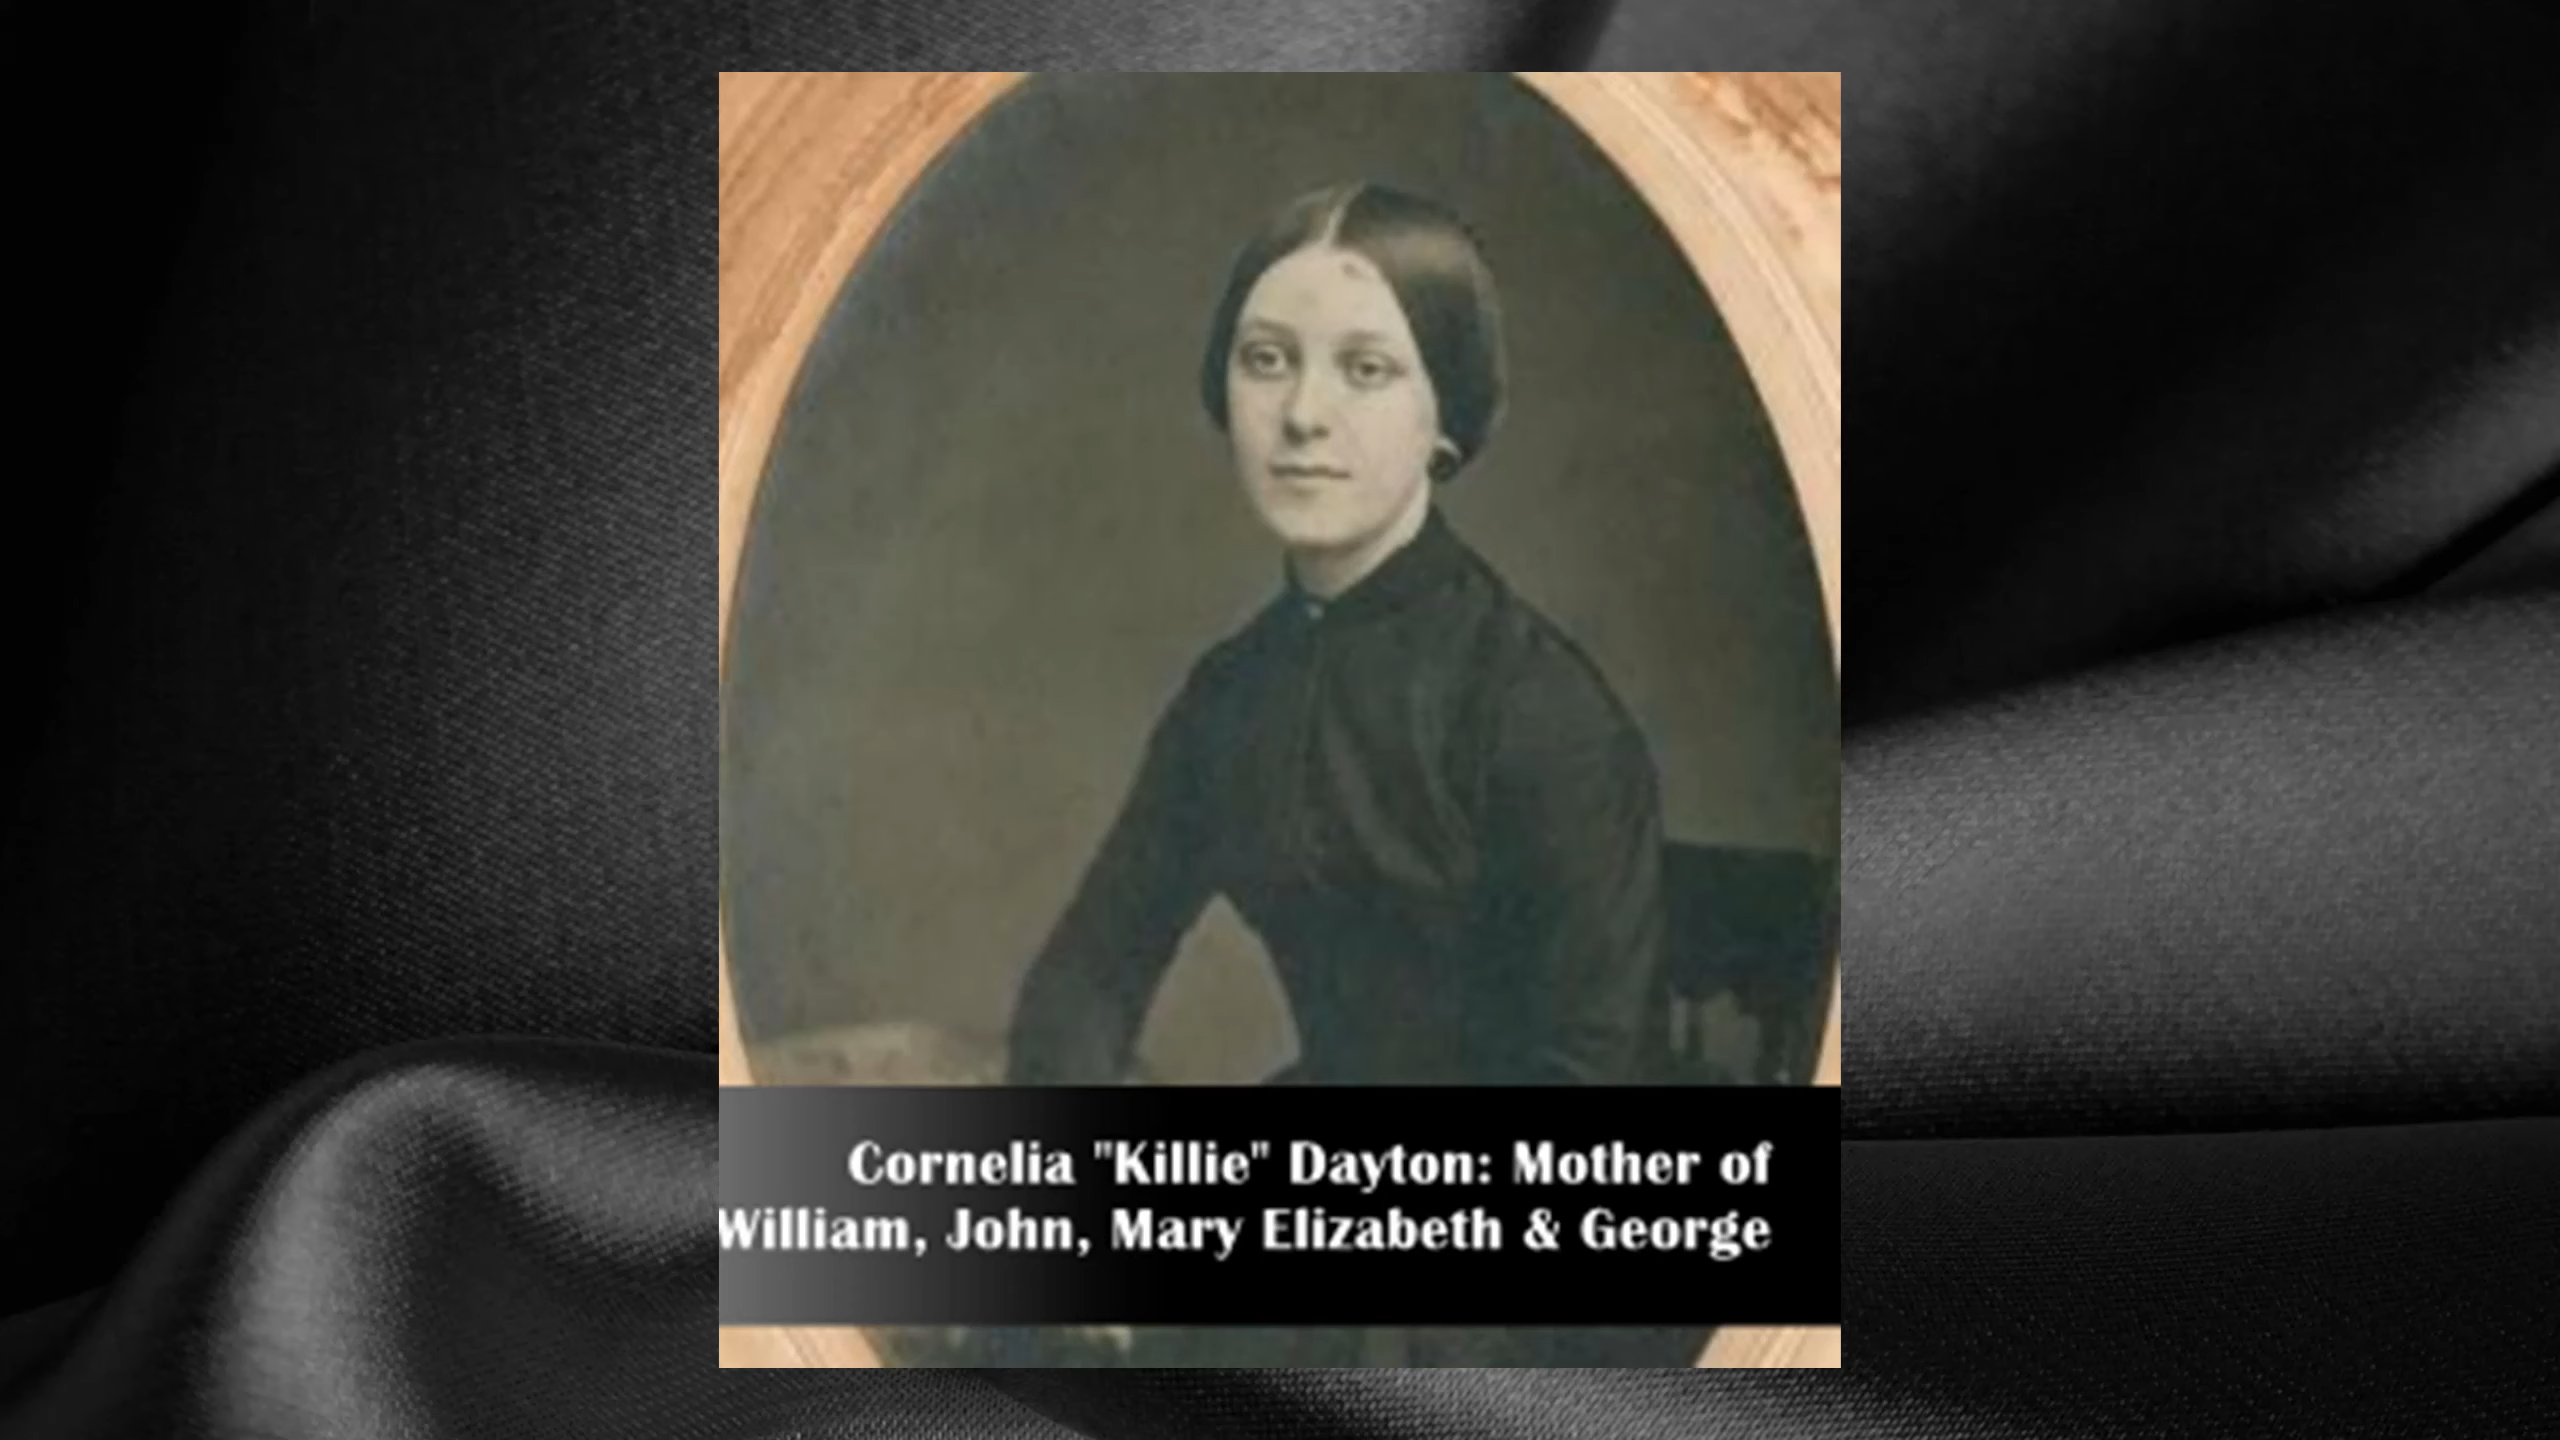 Cornelia "Killie" Dayton: Mother of
William, John, Mary Elizabeth & George